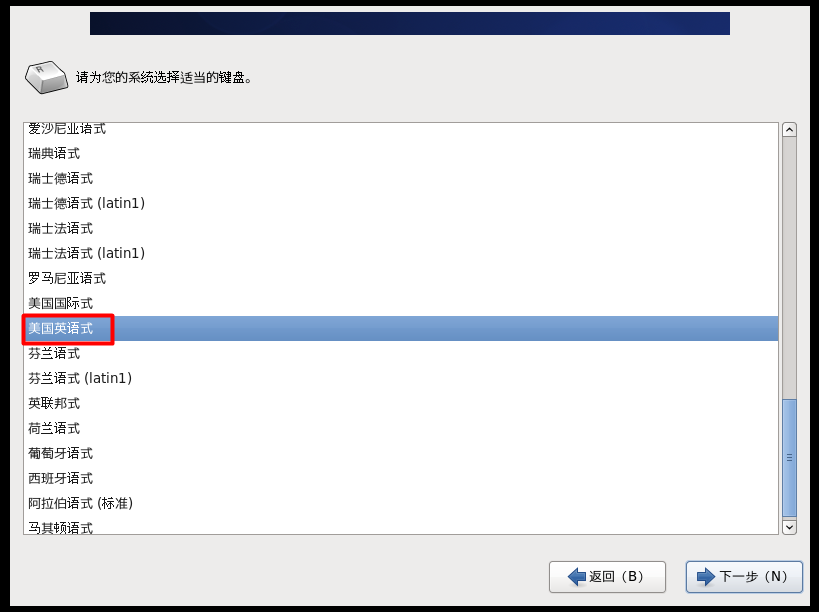 请为您的系统选择适当的键盘。
爱沙尼亚语式
瑞典语式
瑞士德语式
瑞士德语式 (latin1)
瑞士法语式
瑞士法语式 (latin1)
罗马尼亚语式
美国国际式
美国英语式
芬兰语式
芬兰语式 (latin1)
英联邦式
荷兰语式
葡萄牙语式
西班牙语式
阿拉伯语式 (标准)
马其顿语式
返回（B） 下一步（N）